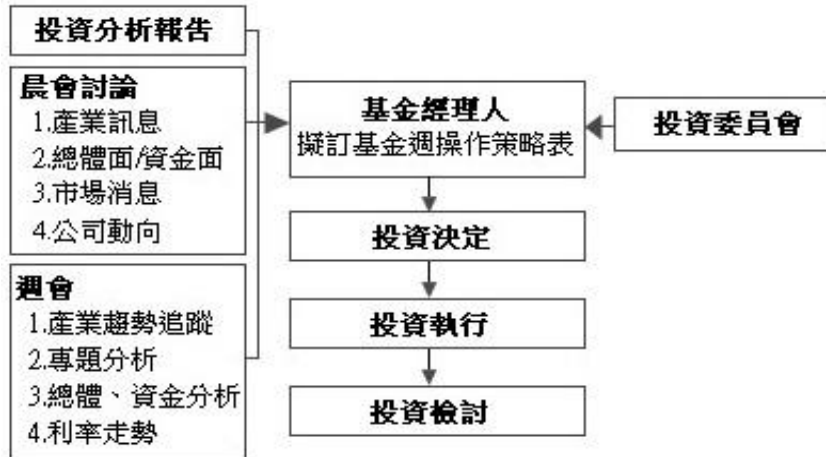 投資分析報告
晨會討論
1.產業訊息
2.總體面/資金面
3.市場消息
4.公司動向
週會
1.產業趨勢追蹤
2.專題分析
3.總體、資金分析
4.利率走勢
基金經理人
擬訂基金週操作策略表
投資委員會
投資決定
投資執行
投資檢討